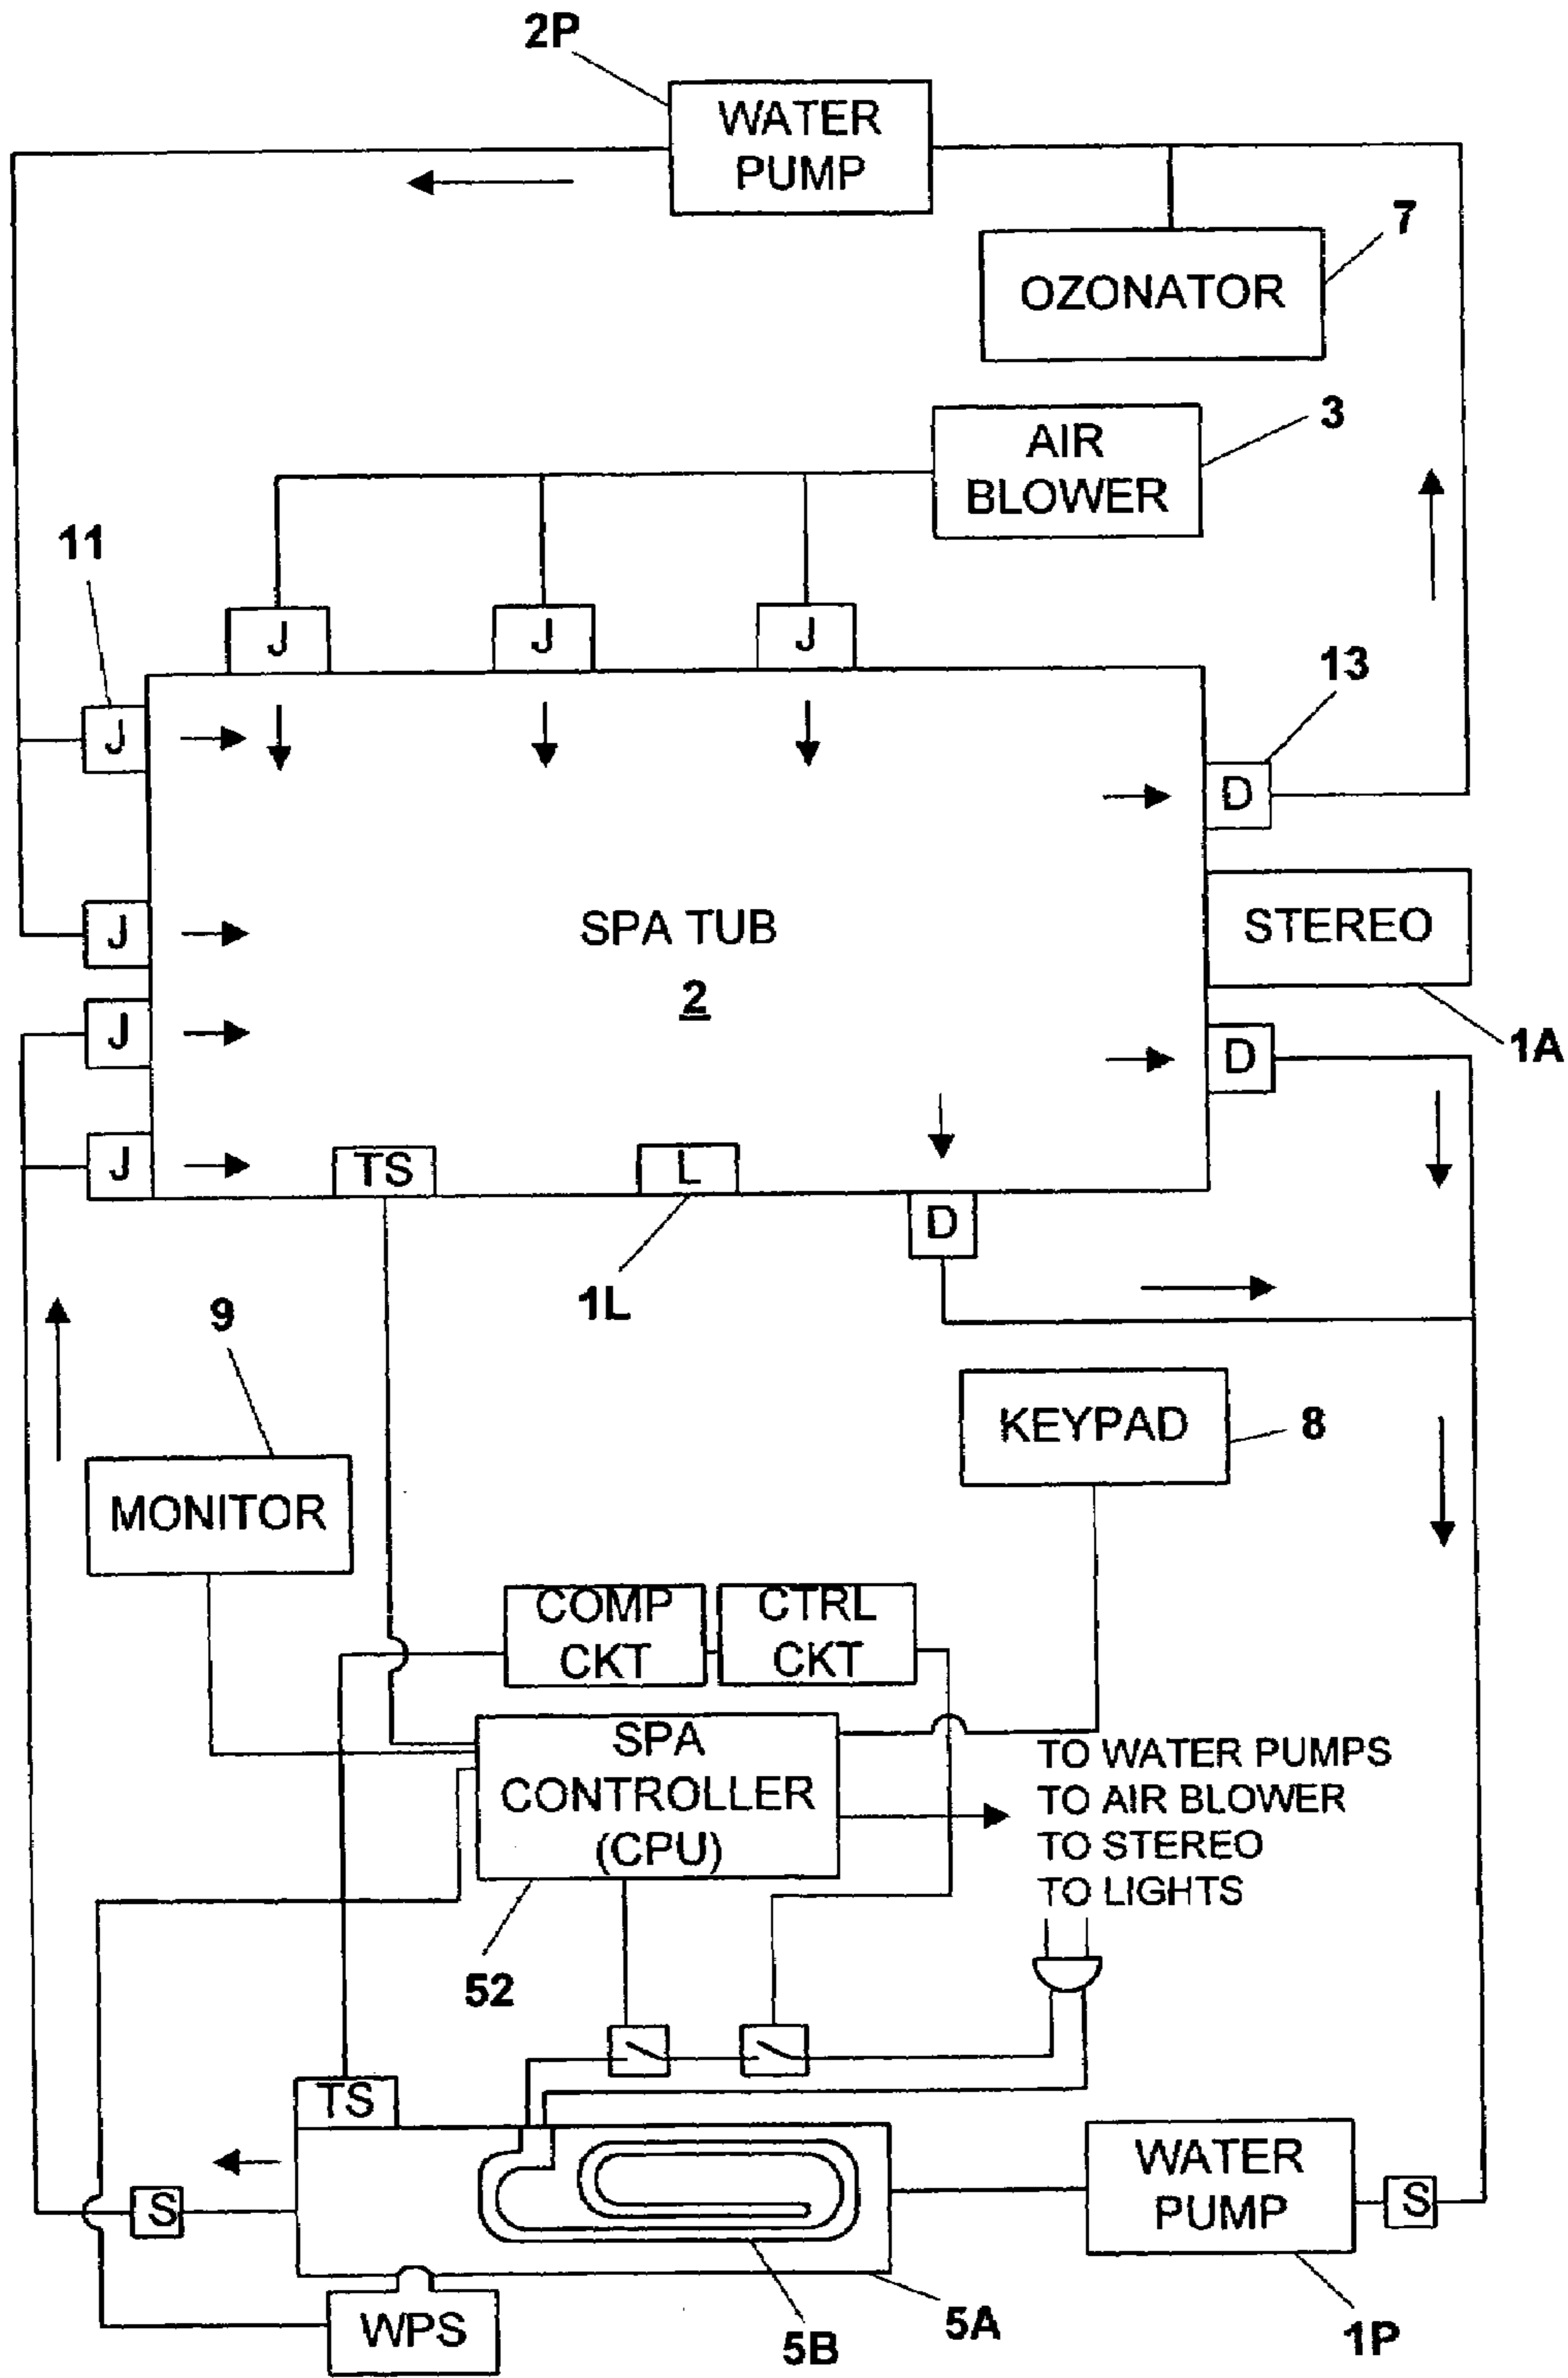 2P
WATER
PUMP
7
OZONATOR
3
AIR
BLOWER
11
J
J
J
13
J
D
J
SPA TUB
STEREO
2
J
1A
D
J
TS
L
D
1L
9
KEYPAD
8
MONITOR
COMP
CKT
CTRL
CKT
SPA
CONTROLLER
(CPU)
TO WATER PUMPS
TO AIR BLOWER
TO STEREO
TO LIGHTS
52
TS
WATER
PUMP
S
S
WPS
5B
5A
1P